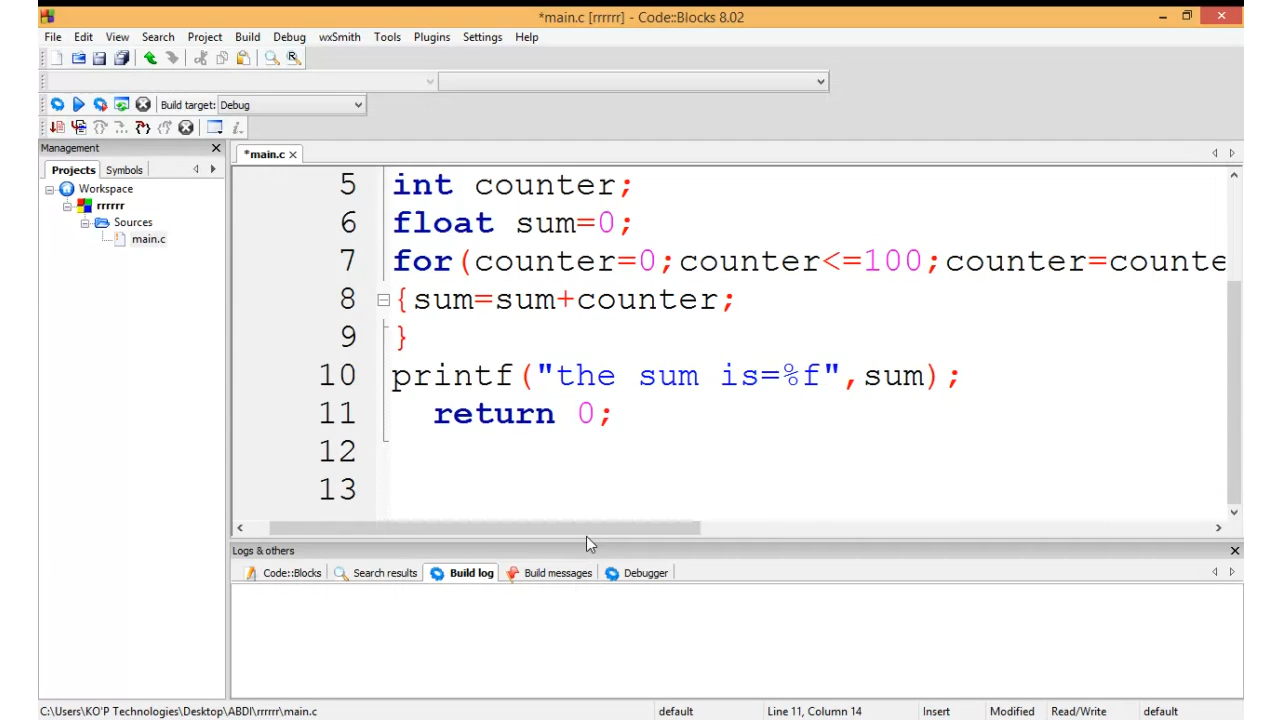 *main.c [rrrrrr] - Code::Blocks 8.02
File Edit View Search Project Build Debug wxSmith Tools Plugins Settings Help
Build target: Debug
Management
*main.c
Projects Symbols
Workspace
rrrrrr
Sources
main.c
5 int counter;
6 float sum=0;
7 for(counter=0;counter<=100;counter=counte
8 {sum=sum+counter;
9 }
10 printf("the sum is=%f",sum);
11 return 0;
12
13
Logs & others
Code::Blocks Search results Build log Build messages Debugger
C:\Users\KO'P Technologies\Desktop\ABDI\rrrrrr\main.c default Line 11, Column 14 Insert Modified Read/Write default